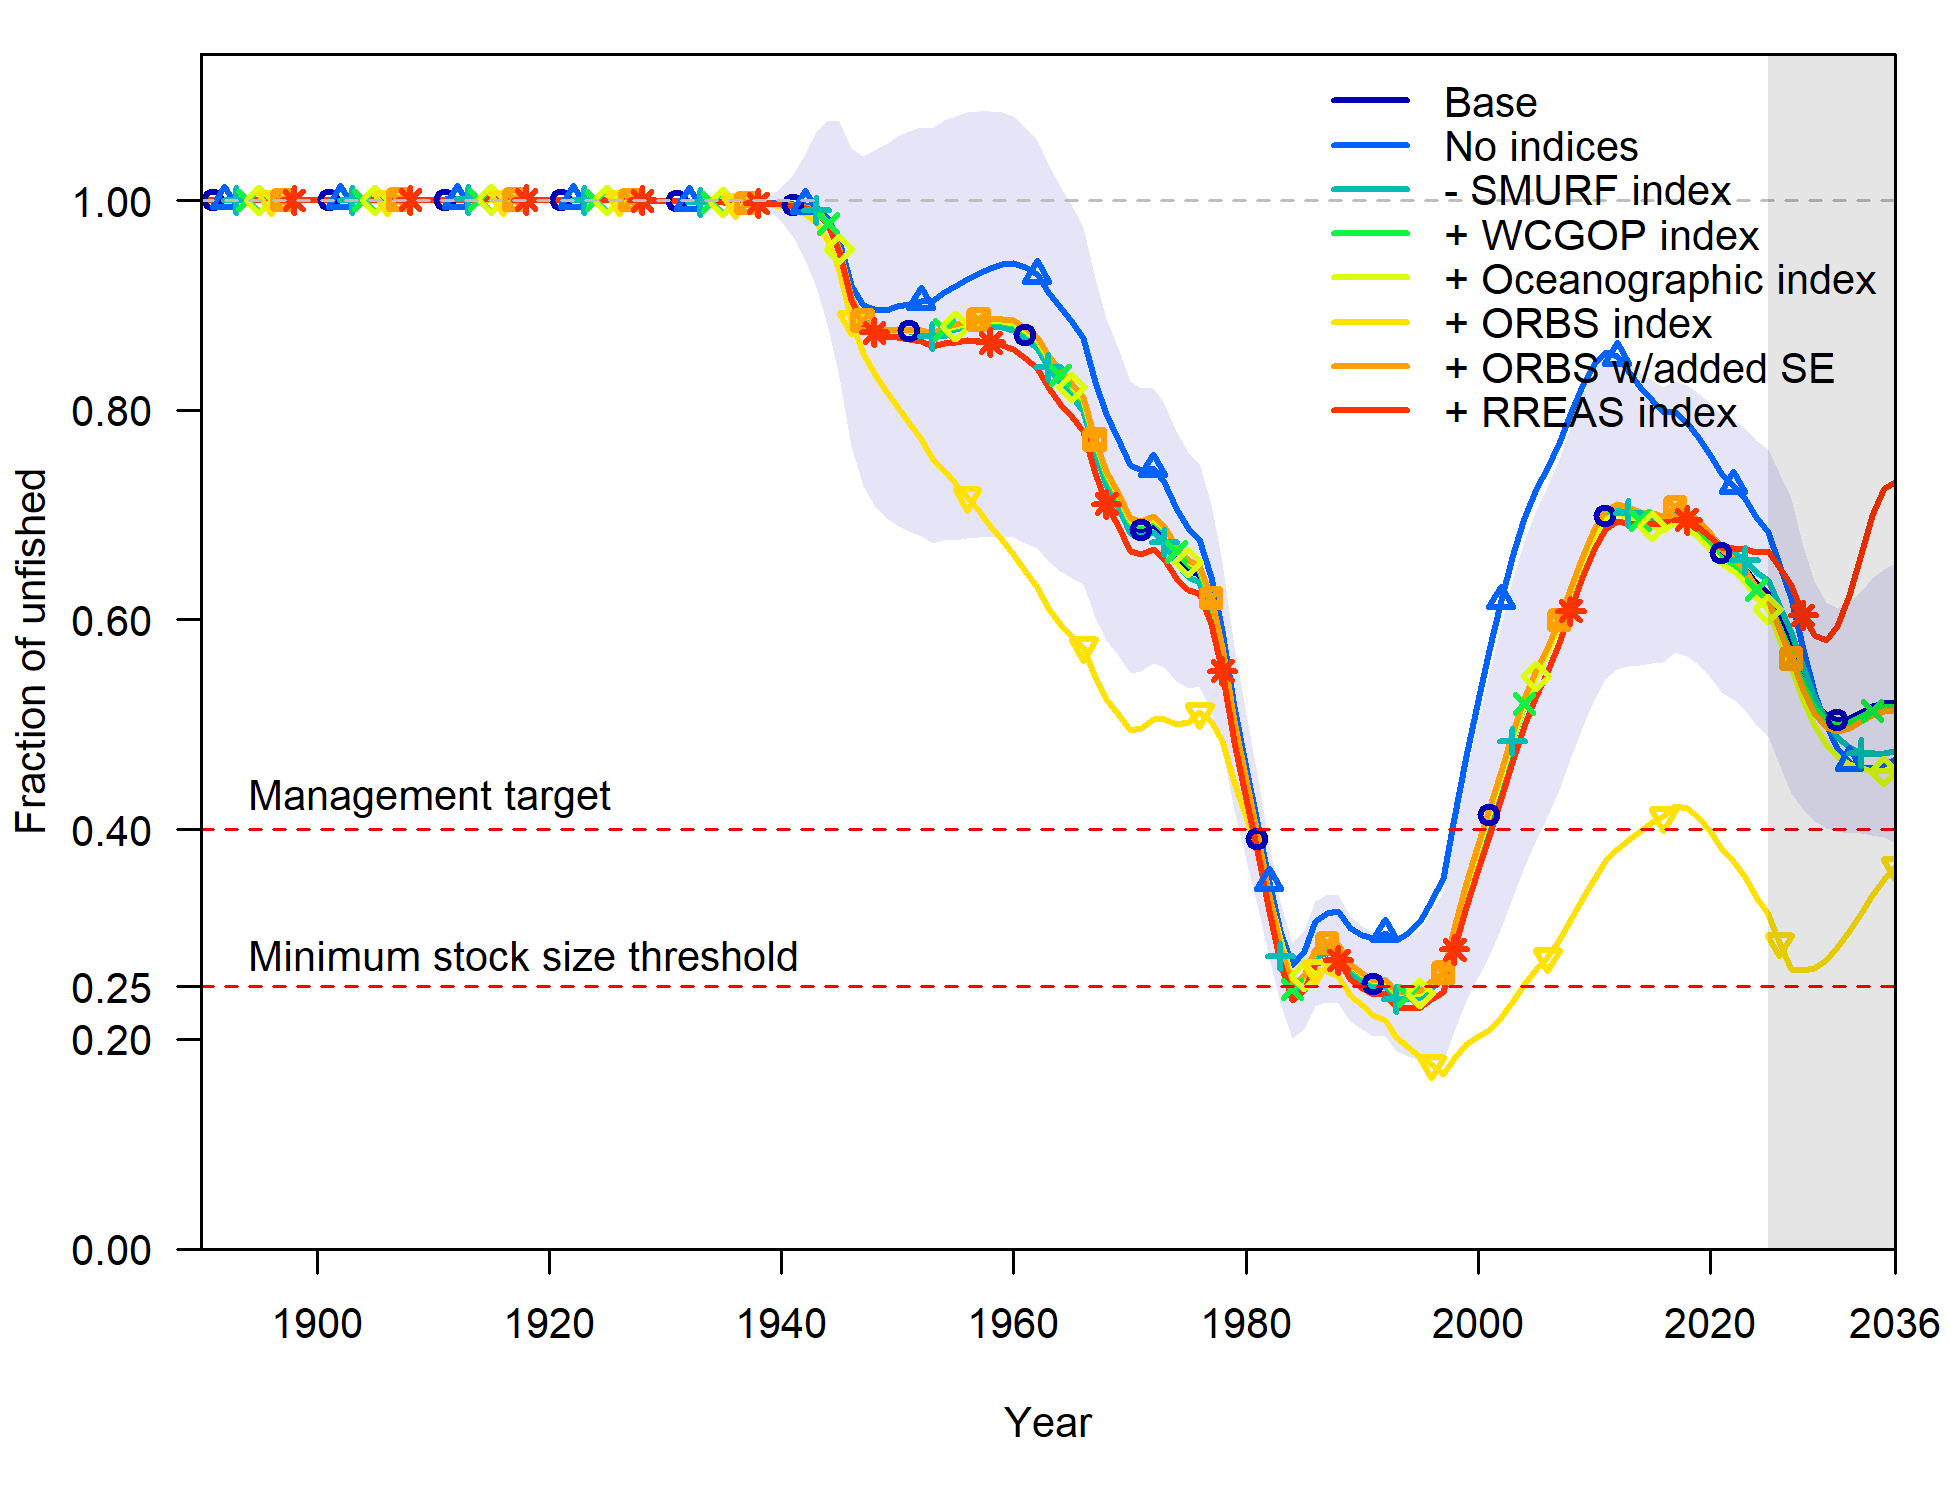 Base
No indices
- SMURF index
+ WCGOP index
+ Oceanographic index
+ ORBS index
+ ORBS w/added SE
+ RREAS index
Fraction of unfished
1.00
0.80
0.60
0.40
0.25
0.20
0.00
Management target
Minimum stock size threshold
1900
1920
1940
1960
1980
2000
2020
2036
Year